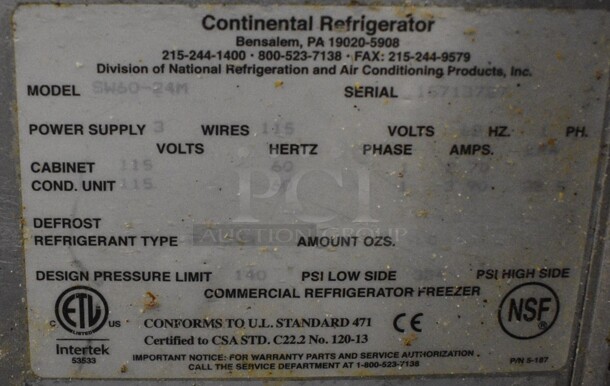 Continental Refrigerator
Bensalem, PA 19020-5908
215-244-1400 · 800-523-7138 · FAX: 215-244-9579
Division of National Refrigeration and Air Conditioning Products, Inc.
MODEL SW60-24M SERIAL
POWER SUPPLY 3 WIRES 115 VOLTS HZ. PH.
VOLTS HERTZ PHASE AMPS.
CABINET 115 60
COND. UNIT 115
DEFROST
REFRIGERANT TYPE AMOUNT OZS.
PCI
AUCTION GROUP
DESIGN PRESSURE LIMIT 140 PSI LOW SIDE PSI HIGH SIDE
COMMERCIAL REFRIGERATOR FREEZER
C ETL US
LISTED
Intertek
53533
CONFORMS TO U.L. STANDARD 471 CE
Certified to CSA STD. C22.2 No. 120-13
NSF
IMPORTANT NOTICE: FOR WARRANTY PARTS AND SERVICE AUTHORIZATION
CALL THE SERVICE DEPARTMENT AT 1-800-523-7138
P/N 5-187